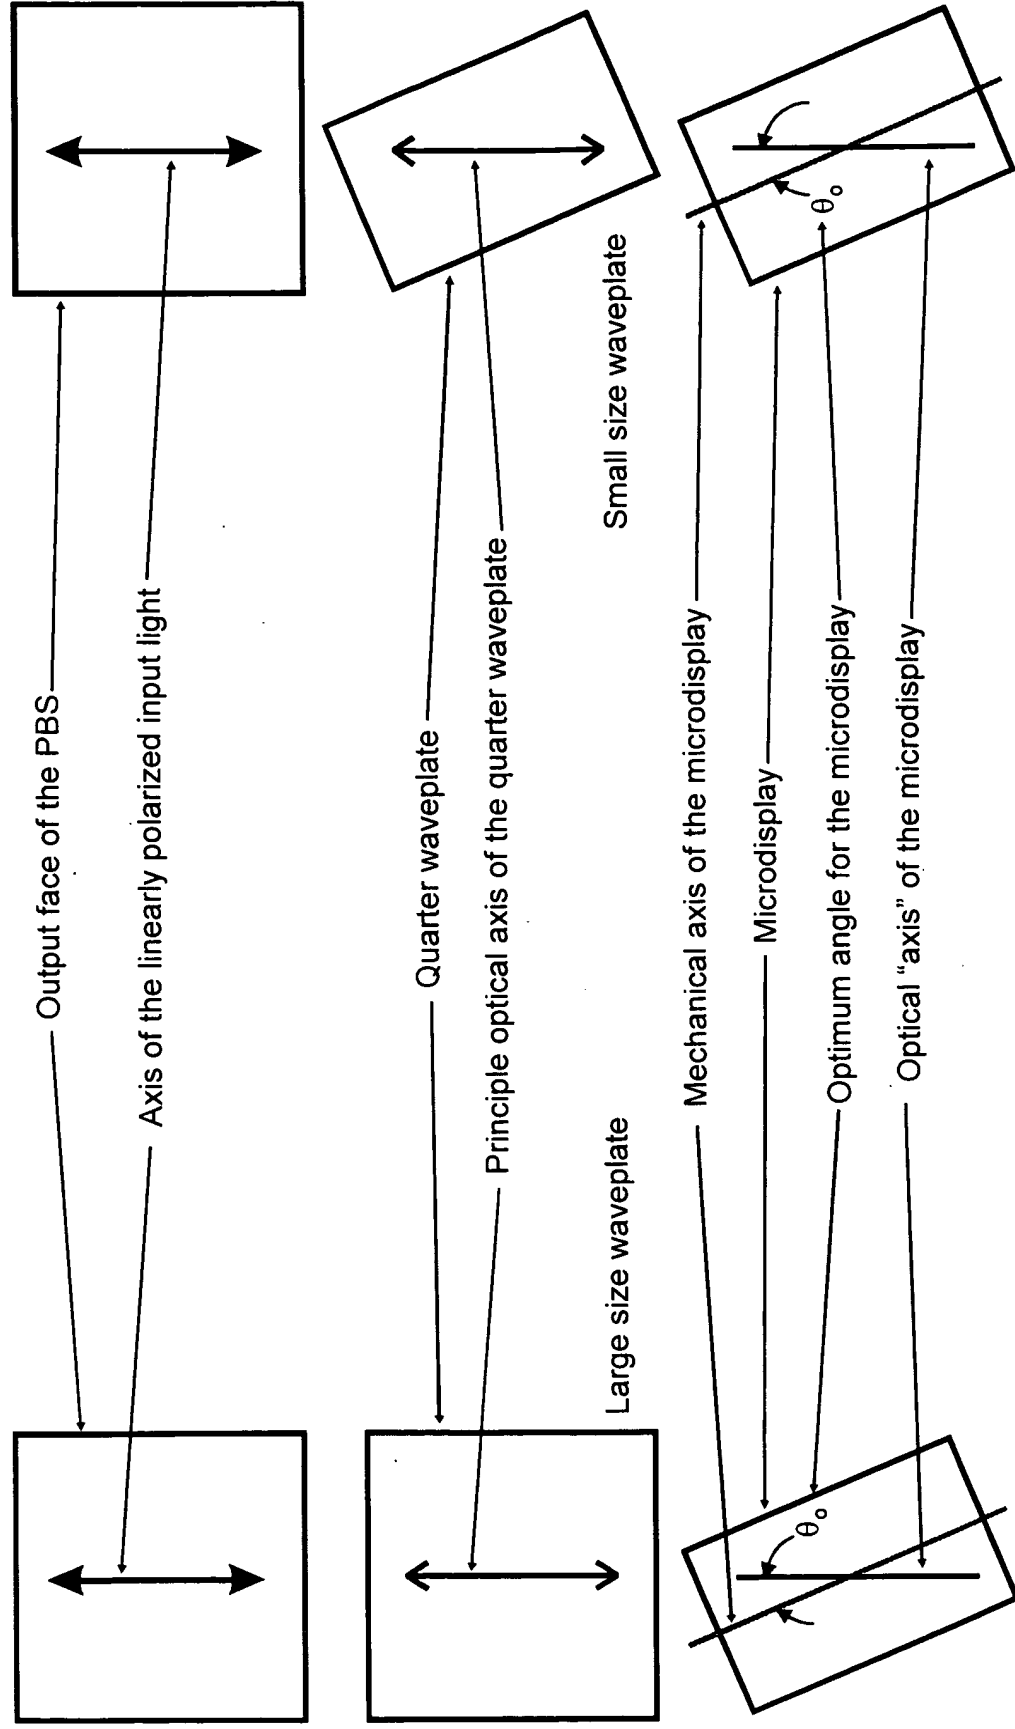 Output face of the PBS
Axis of the linearly polarized input light
Quarter waveplate
Principle optical axis of the quarter waveplate
Large size waveplate
Small size waveplate
Mechanical axis of the microdisplay
Microdisplay
θo
θo
Optimum angle for the microdisplay
Optical “axis” of the microdisplay